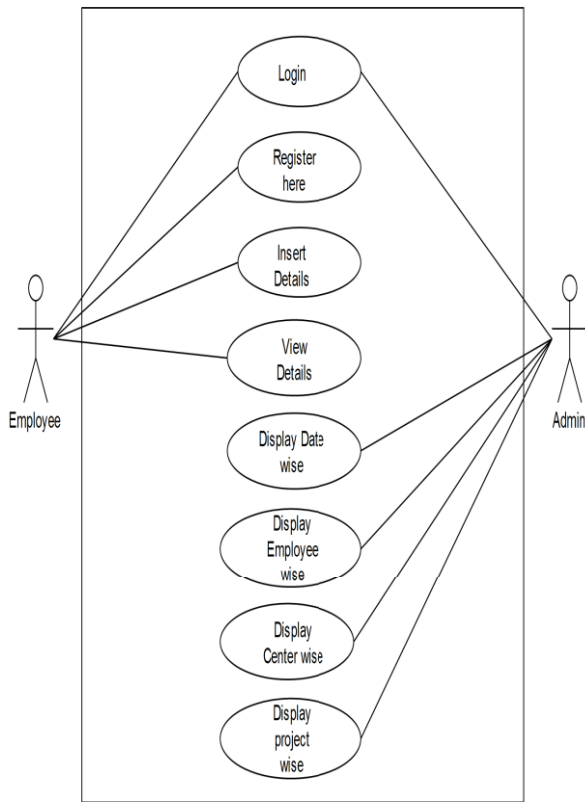 Login
Register
here
Insert
Details
View
Details
Employee
Admin
Display Date
wise
Display
Employee
wise
Display
Center wise
Display
project
wise